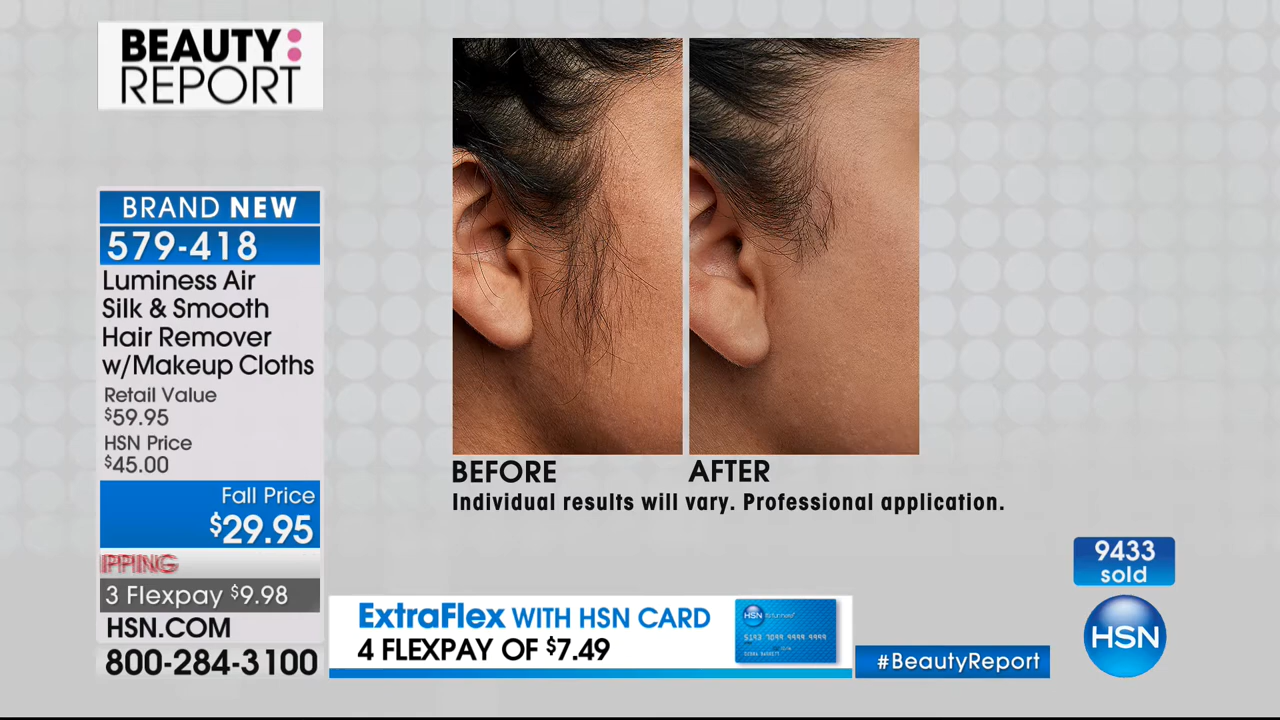 BEAUTY:
REPORT
BRAND NEW
579-418
Luminess Air
Silk & Smooth
Hair Remover
w/Makeup Cloths
Retail Value
$59.95
HSN Price
$45.00
Fall Price
$29.95
IPPING
3 Flexpay $9.98
HSN.COM
800-284-3100
BEFORE
AFTER
Individual results will vary. Professional application.
ExtraFlex WITH HSN CARD
4 FLEXPAY OF $7.49
HSN
#BeautyReport
9433
sold
HSN